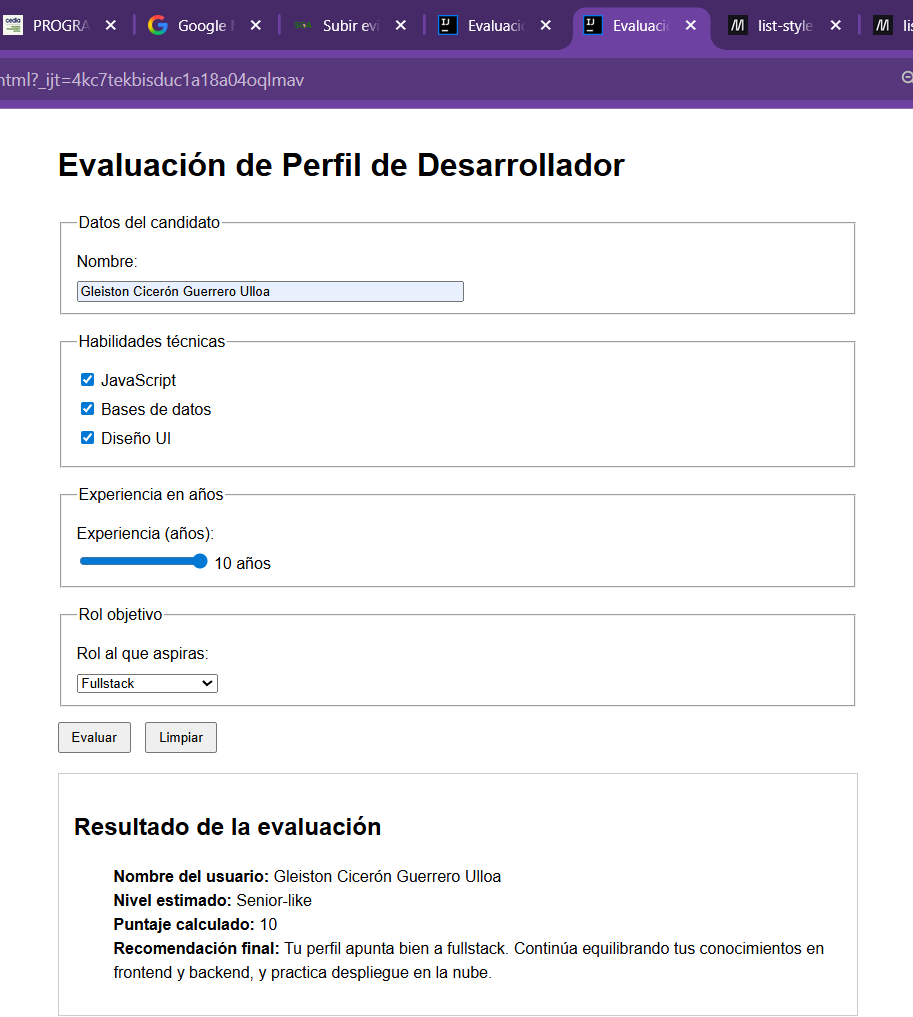 PROGRA
Google
Subir evi
Evaluació
Evaluació
list-style
lis
html?_ijt=4kc7tekbisduc1a18a04oqlmav
Evaluación de Perfil de Desarrollador
Datos del candidato
Nombre:
Gleiston Cicerón Guerrero Ulloa
Habilidades técnicas
JavaScript
Bases de datos
Diseño UI
Experiencia en años
Experiencia (años):
10 años
Rol objetivo
Rol al que aspiras:
Fullstack
Evaluar Limpiar
Resultado de la evaluación
Nombre del usuario: Gleiston Cicerón Guerrero Ulloa
Nivel estimado: Senior-like
Puntaje calculado: 10
Recomendación final: Tu perfil apunta bien a fullstack. Continúa equilibrando tus conocimientos en
frontend y backend, y practica despliegue en la nube.